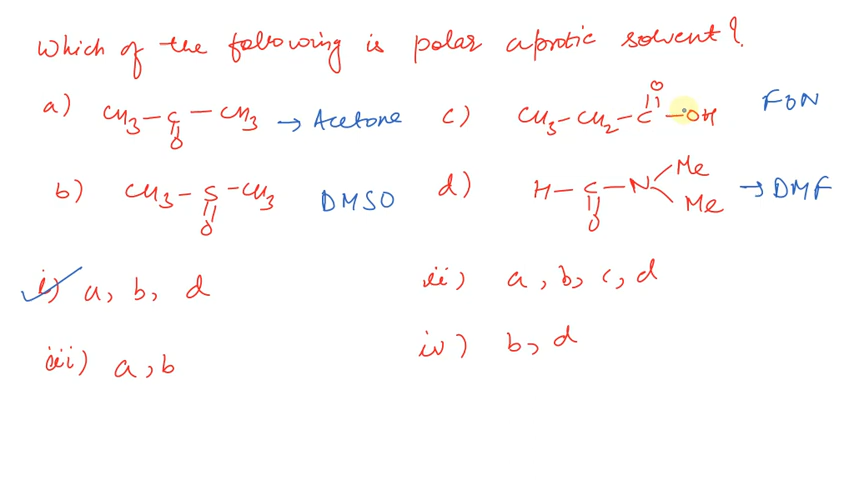 Which of the following is polar aprotic solvent?
a) CH3-C-CH3 → Acetone
O
c) CH3-CH2-C-OH FON
O
b) CH3-S-CH3 DMSO
O
d) H-C-N Me Me → DMF
O
i) a, b, d
ii) a, b, c, d
iii) a, b
iv) b, d